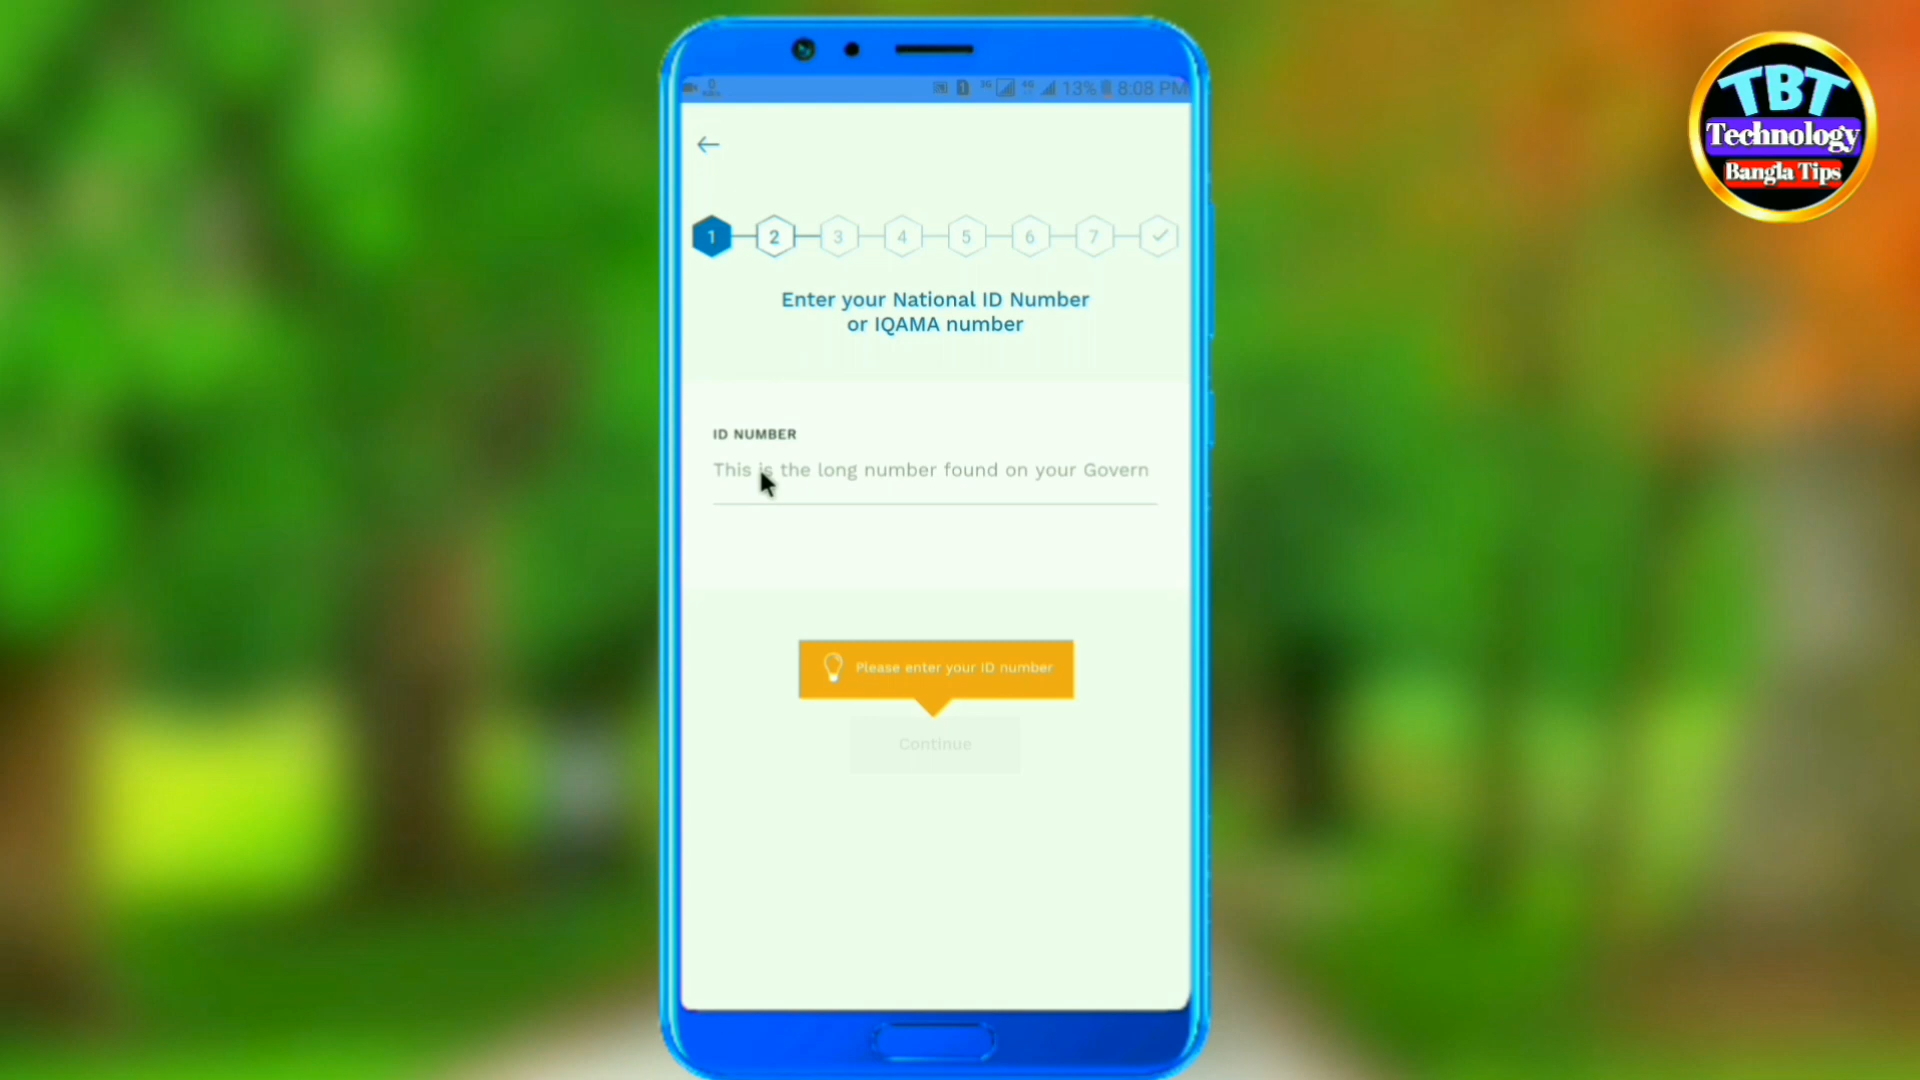 13% 8:08 PM
1 2 3 4 5 6 7
Enter your National ID Number
or IQAMA number
ID NUMBER
This is the long number found on your Govern
Please enter your ID number
Continue
TBT
Technology
Bangla Tips